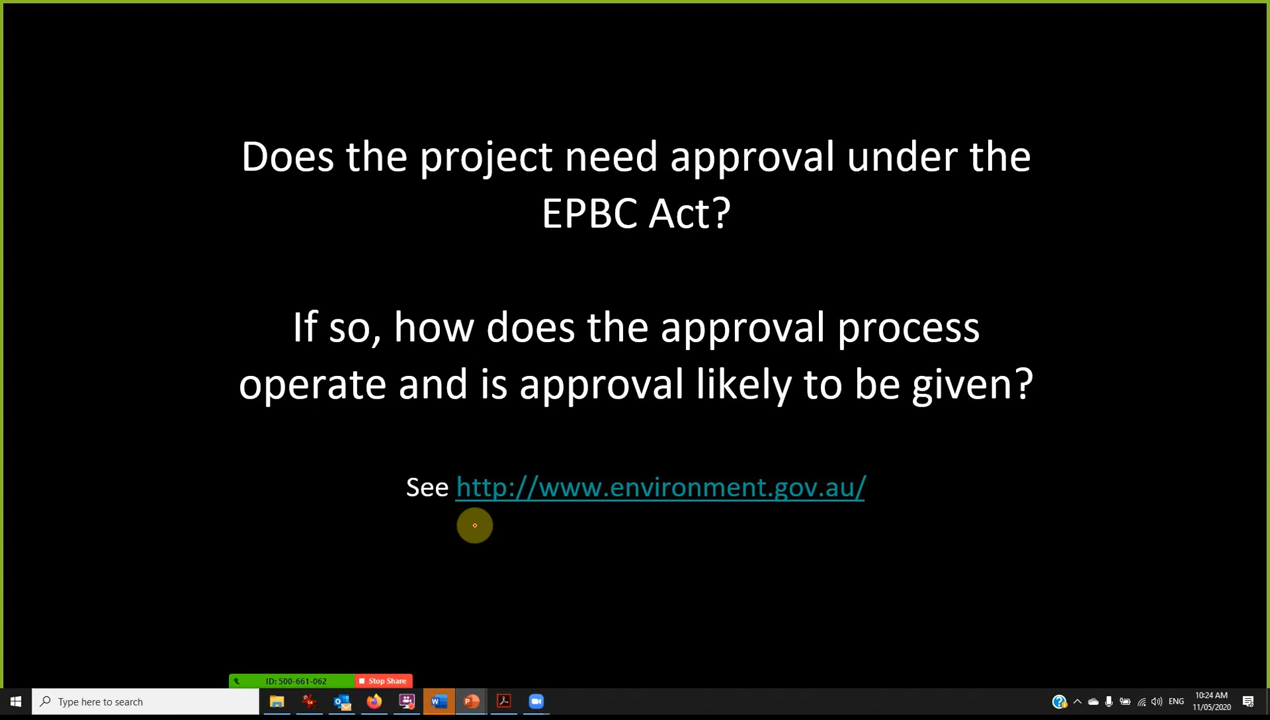 Does the project need approval under the
EPBC Act?
If so, how does the approval process
operate and is approval likely to be given?
See http://www.environment.gov.au/
ID: 500-661-062
Stop Share
Type here to search
ENG
10:24 AM
11/05/2020